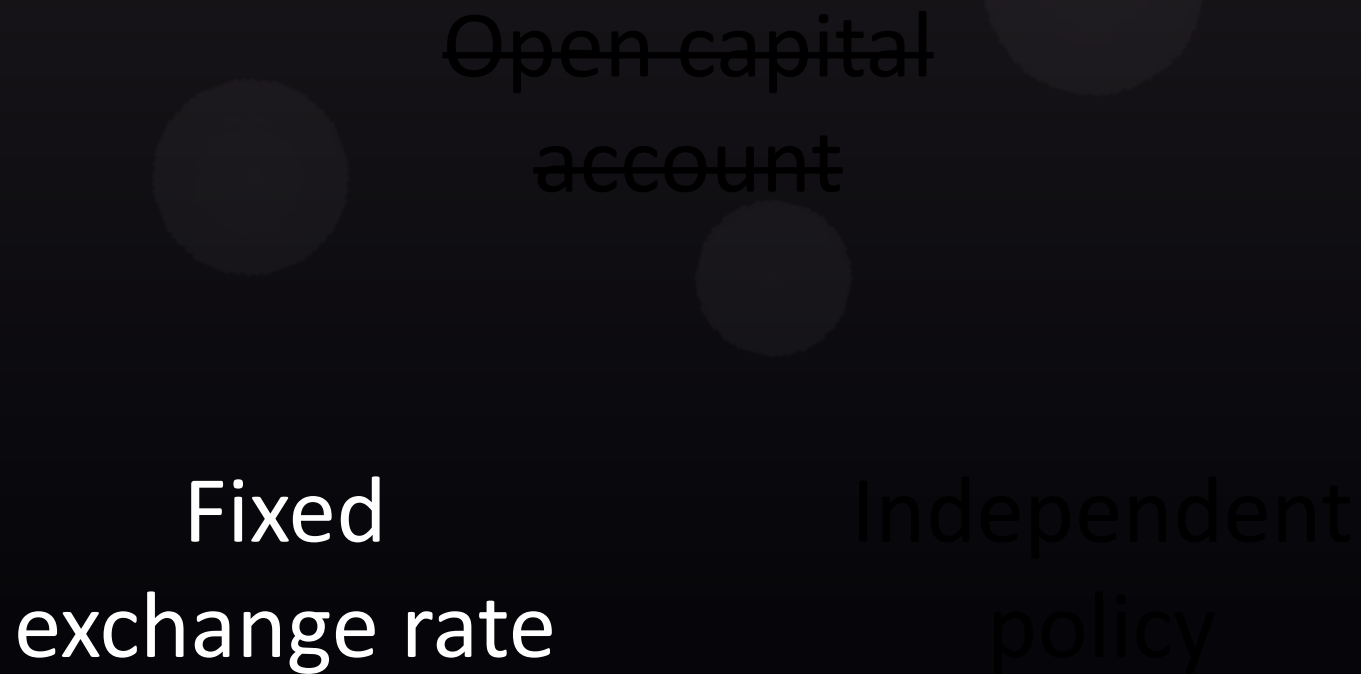 Open capital
account
Fixed
exchange rate
Independent
policy